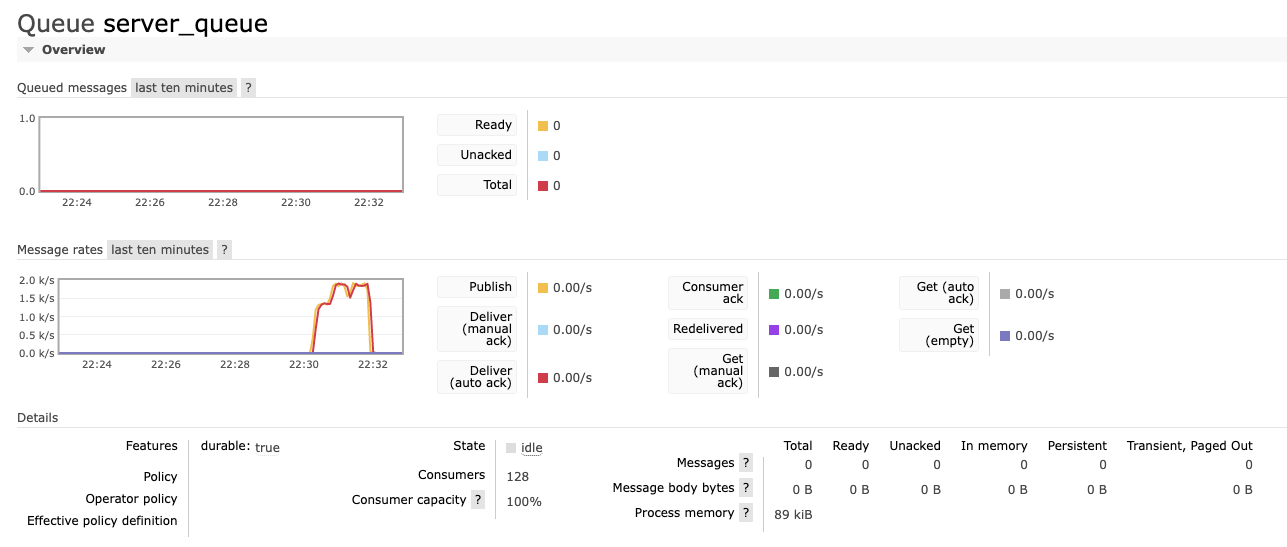 Queue server_queue
Overview
Queued messages last ten minutes ?
1.0
0.0
22:24 22:26 22:28 22:30 22:32
Ready 0
Unacked 0
Total 0
Message rates last ten minutes ?
2.0 k/s
1.5 k/s
1.0 k/s
0.5 k/s
0.0 k/s
22:24 22:26 22:28 22:30 22:32
Publish 0.00/s
Deliver
(manual
ack)
0.00/s
Deliver
(auto ack)
0.00/s
Consumer
ack
0.00/s
Redelivered 0.00/s
Get
(manual
ack)
0.00/s
Get (auto
ack)
0.00/s
Get
(empty)
0.00/s
Details
Features durable: true
Policy
Operator policy
Effective policy definition
State idle
Consumers 128
Consumer capacity ? 100%
Total Ready Unacked In memory Persistent Transient, Paged Out
Messages ? 0 0 0 0 0 0
Message body bytes ? 0 B 0 B 0 B 0 B 0 B 0 B
Process memory ? 89 kiB